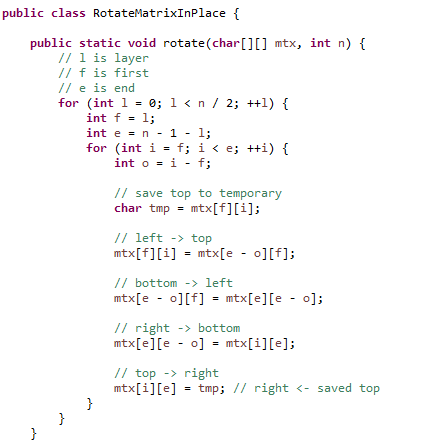 public class RotateMatrixInPlace {
    public static void rotate(char[][] mtx, int n) {
        // l is layer
        // f is first
        // e is end
        for (int l = 0; l < n / 2; ++l) {
            int f = l;
            int e = n - 1 - l;
            for (int i = f; i < e; ++i) {
                int o = i - f;
                // save top to temporary
                char tmp = mtx[f][i];
                // left -> top
                mtx[f][i] = mtx[e - o][f];
                // bottom -> left
                mtx[e - o][f] = mtx[e][e - o];
                // right -> bottom
                mtx[e][e - o] = mtx[i][e];
                // top -> right
                mtx[i][e] = tmp; // right <- saved top
            }
        }
    }